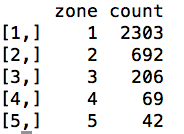 zone count
[1,] 1 2303
[2,] 2 692
[3,] 3 206
[4,] 4 69
[5,] 5 42